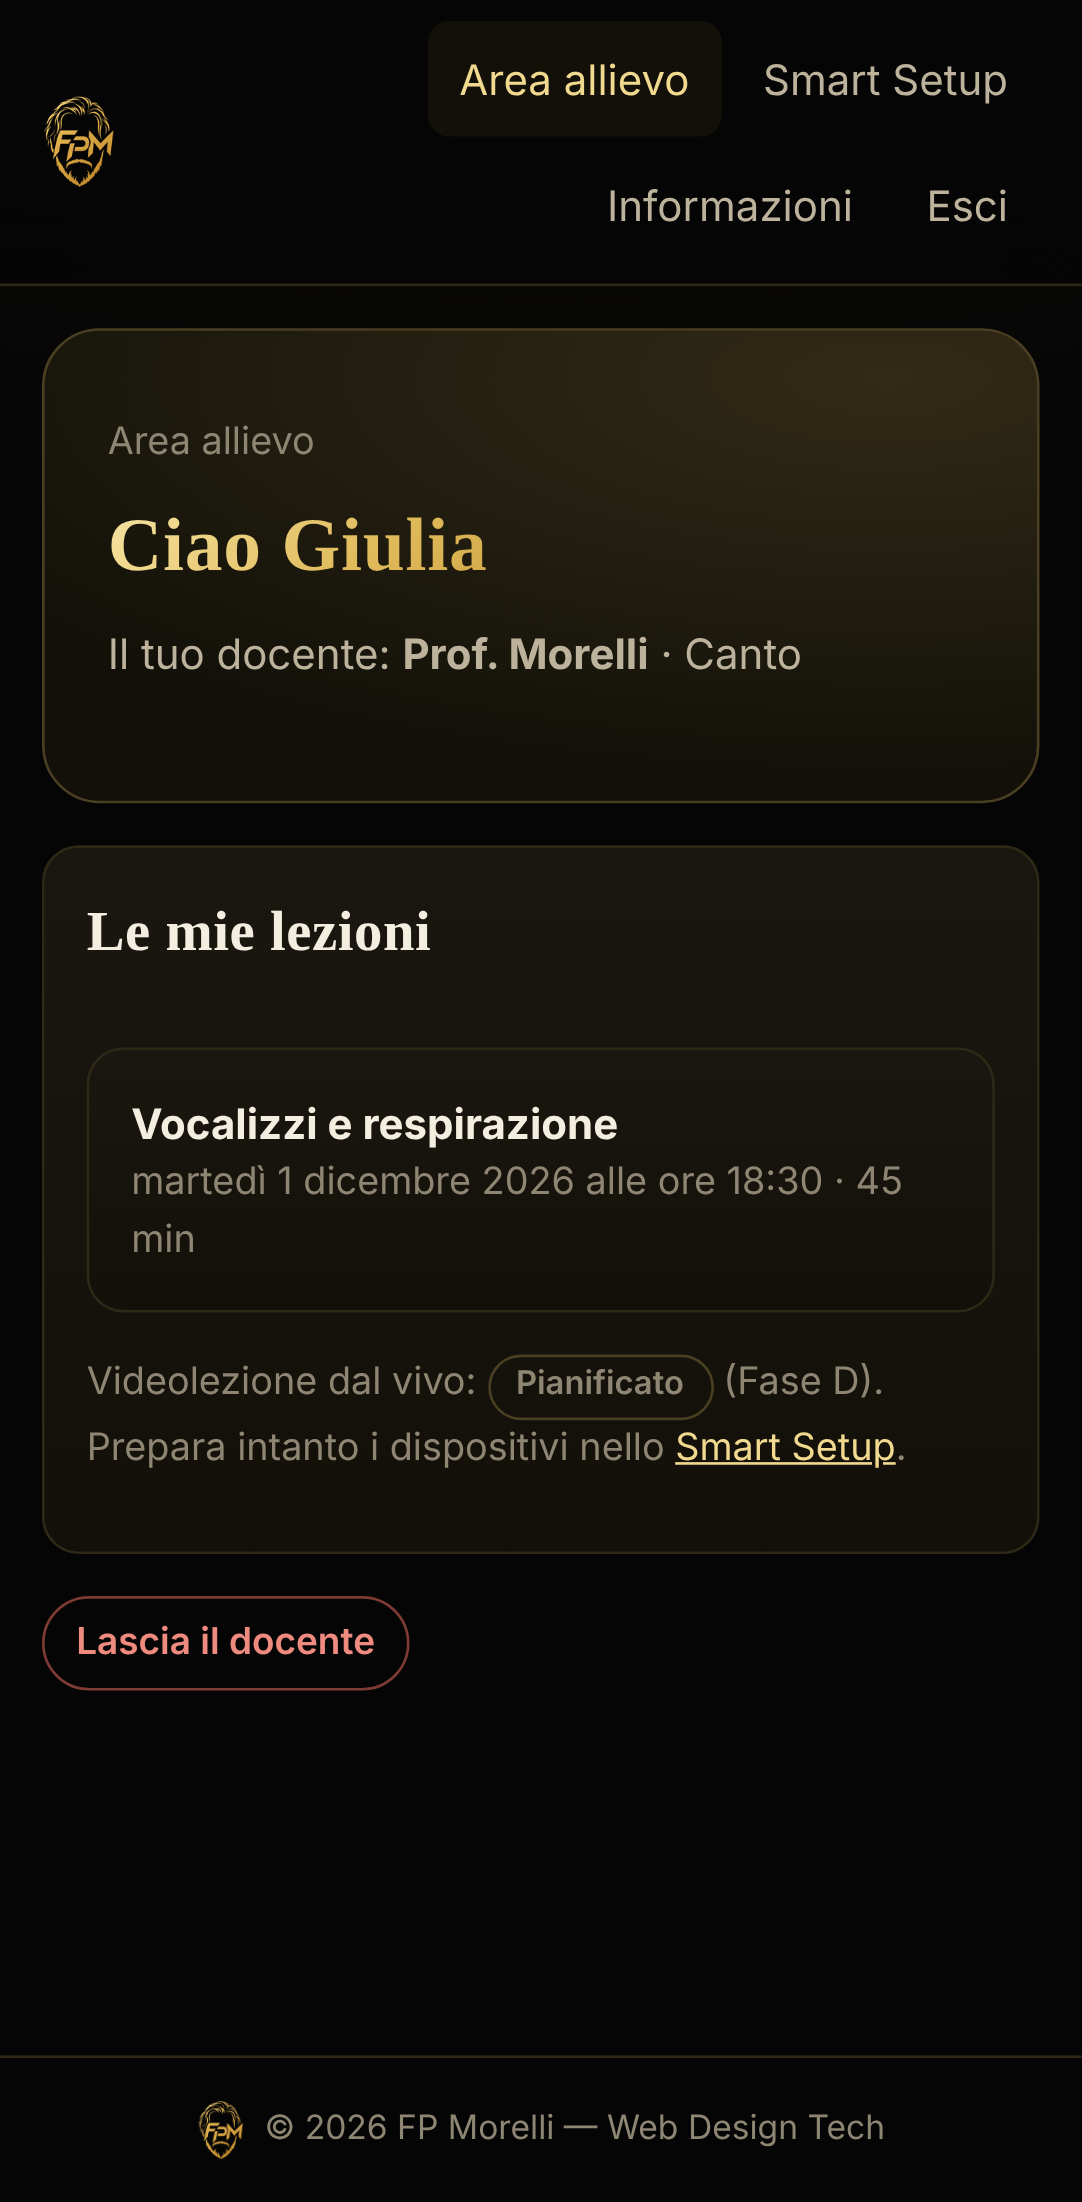 FPM
Area allievo
Smart Setup
Informazioni
Esci
Area allievo
Ciao Giulia
Il tuo docente: Prof. Morelli · Canto
Le mie lezioni
Vocalizzi e respirazione
martedì 1 dicembre 2026 alle ore 18:30 · 45
min
Videolezione dal vivo: Pianificato (Fase D).
Prepara intanto i dispositivi nello Smart Setup.
Lascia il docente
FPM
© 2026 FP Morelli — Web Design Tech